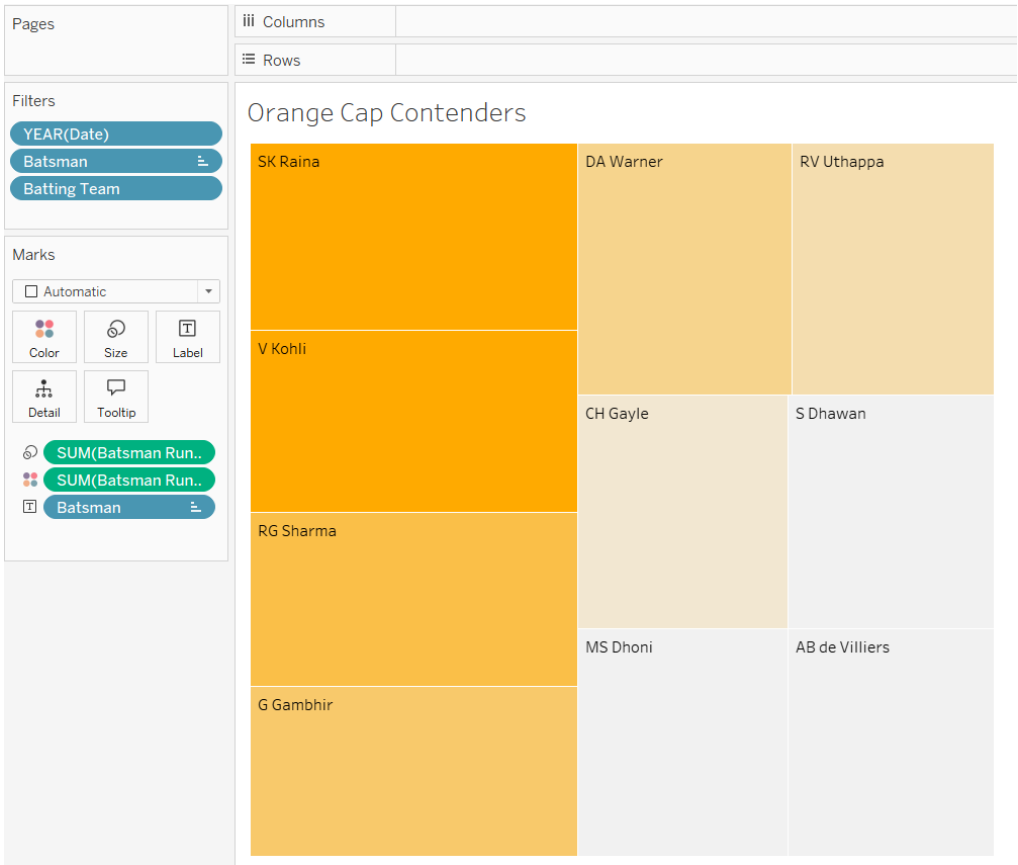 Pages
Columns
Rows
Filters
YEAR(Date)
Batsman
Batting Team
Marks
Automatic
Color Size Label
Detail Tooltip
SUM(Batsman Run..
SUM(Batsman Run..
Batsman
Orange Cap Contenders
SK Raina
V Kohli
RG Sharma
G Gambhir
DA Warner
RV Uthappa
CH Gayle
S Dhawan
MS Dhoni
AB de Villiers